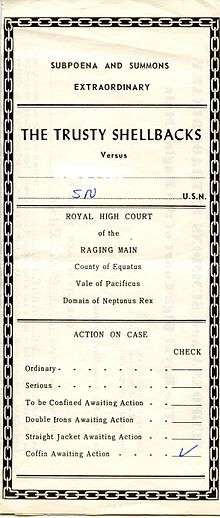 SUBPOENA AND SUMMONS
EXTRAORDINARY
THE TRUSTY SHELLBACKS
Versus
SN U.S.N.
ROYAL HIGH COURT
of the
RAGING MAIN
County of Equatus
Vale of Pacificus
Domain of Neptunus Rex
ACTION ON CASE
CHECK
Ordinary - - - - -
Serious - - - - -
To be Confined Awaiting Action - -
Double Irons Awaiting Action - - -
Straight Jacket Awaiting Action - -
Coffin Awaiting Action - - - ✓